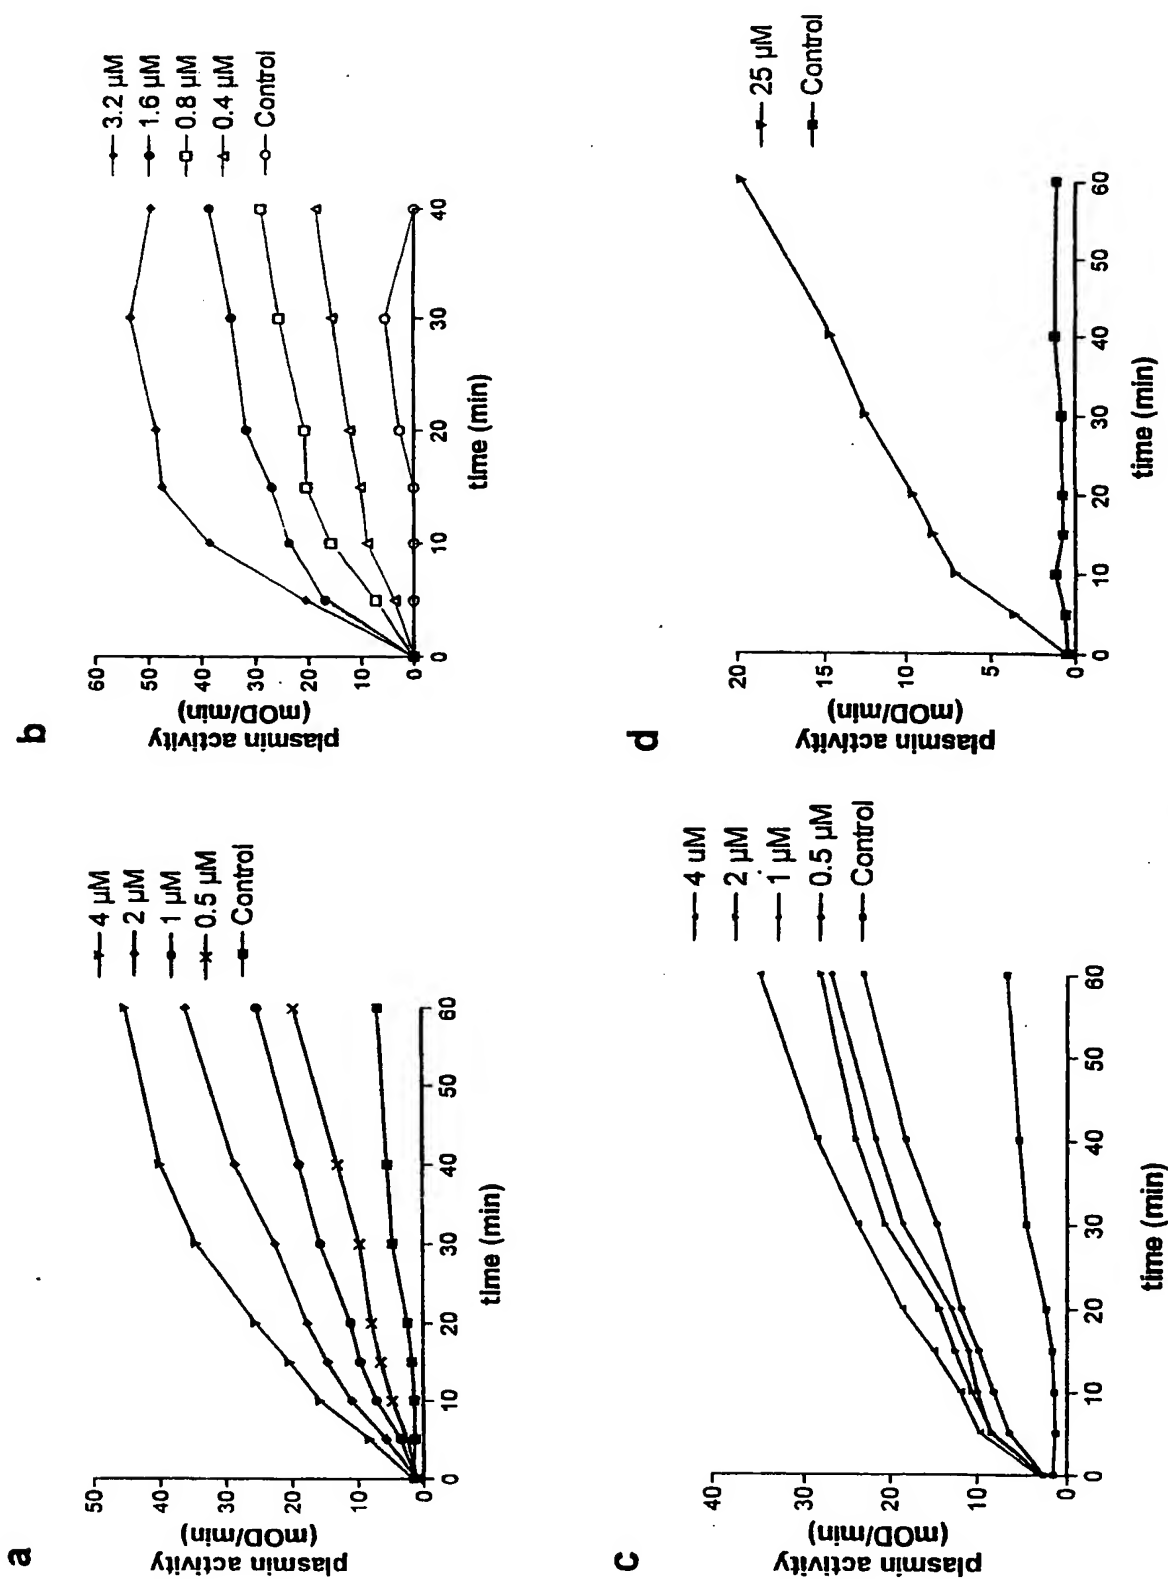 a
plasmin activity
(mOD/min)
50
40
30
20
10
0
0
10
20
30
40
50
60
time (min)
4 µM
2 µM
1 µM
0.5 µM
Control
b
plasmin activity
(mOD/min)
60
50
40
30
20
10
0
0
10
20
30
40
time (min)
3.2 µM
1.6 µM
0.8 µM
0.4 µM
Control
c
plasmin activity
(mOD/min)
40
30
20
10
0
0
10
20
30
40
50
60
time (min)
4 uM
2 µM
1 µM
0.5 µM
Control
d
plasmin activity
(mOD/min)
20
15
10
5
0
0
10
20
30
40
50
60
time (min)
25 µM
Control